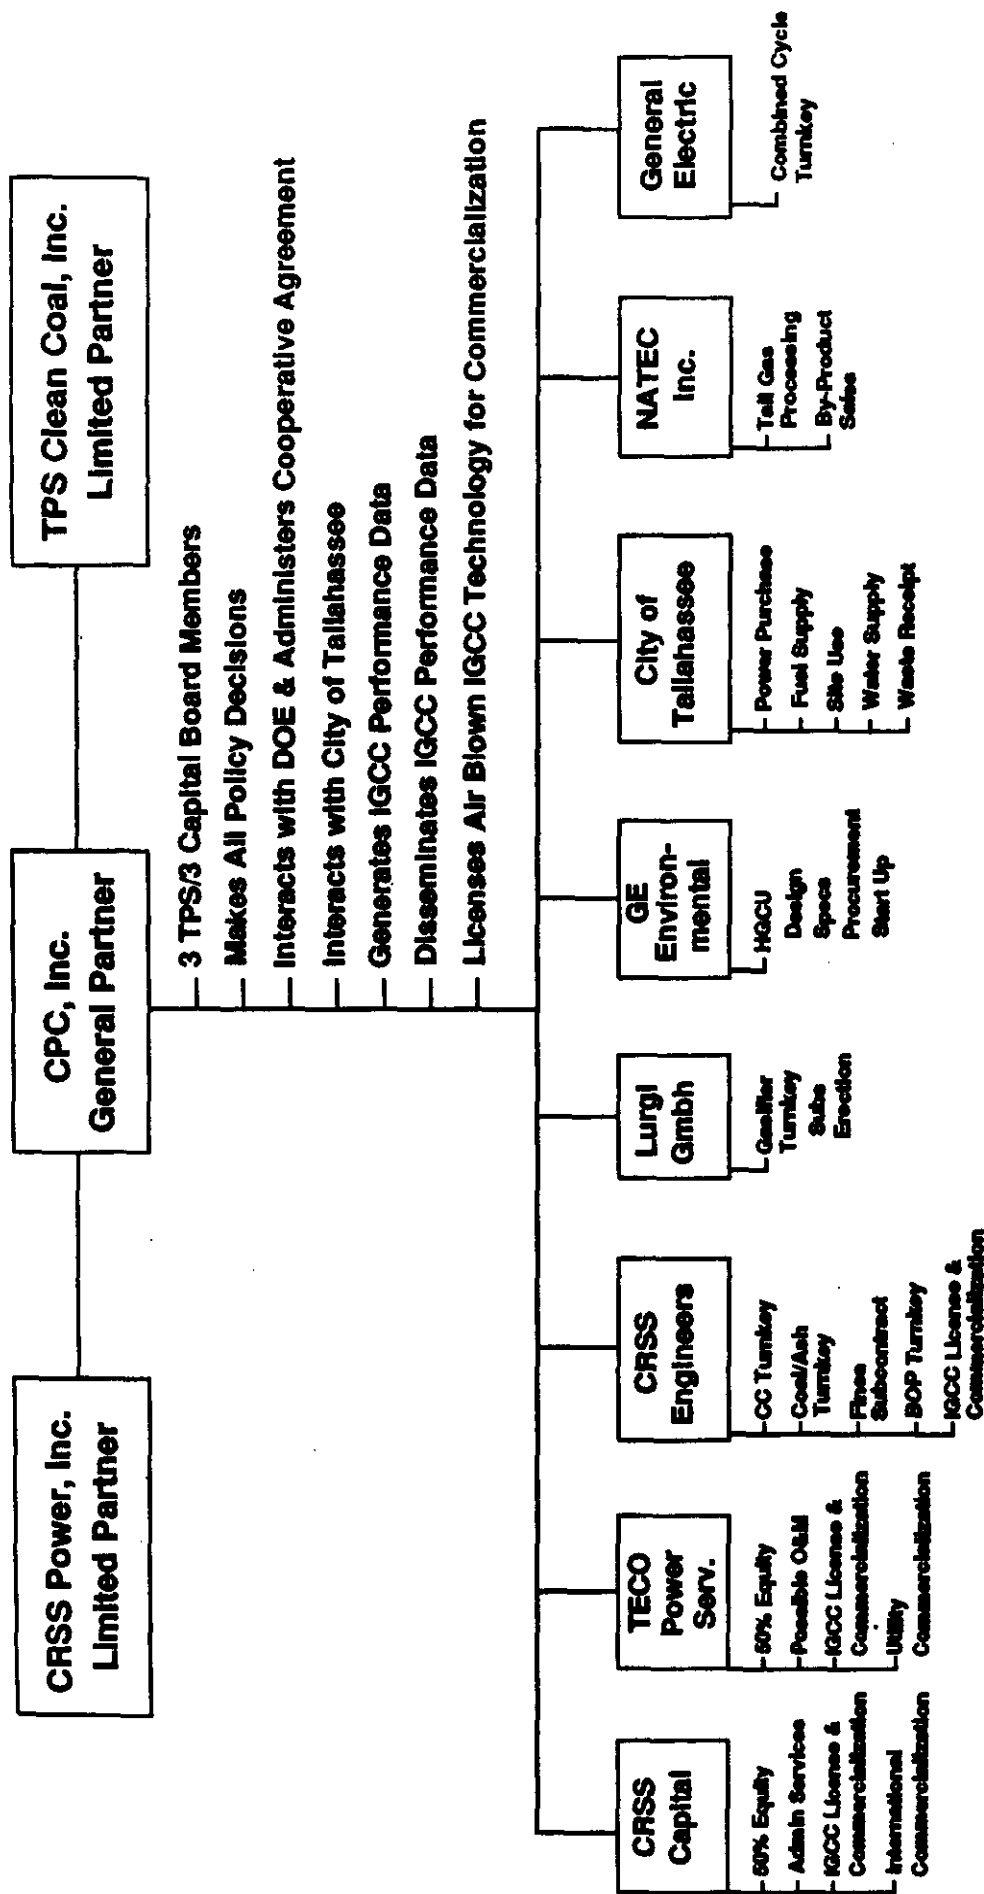 CRSS Power, Inc.
Limited Partner
CPC, Inc.
General Partner
TPS Clean Coal, Inc.
Limited Partner
3 TPS/3 Capital Board Members
Makes All Policy Decisions
Interacts with DOE & Administers Cooperative Agreement
Interacts with City of Tallahassee
Generates IGCC Performance Data
Disseminates IGCC Performance Data
Licenses Air Blown IGCC Technology for Commercialization
CRSS
Capital
50% Equity
Admin Services
IGCC License &
Commercialization
International
Commercialization
TECO
Power
Serv.
50% Equity
Possible O&M
IGCC License &
Commercialization
Utility
Commercialization
CRSS
Engineers
CC Turnkey
Coal/Ash
Turnkey
Fines
Subcontract
BOP Turnkey
IGCC License &
Commercialization
Lurgi
Gmbh
Gasifier
Turnkey
Subs
Erection
GE
Environ-
mental
HGCU
Design
Specs
Procurement
Start Up
City of
Tallahassee
Power Purchase
Fuel Supply
Site Use
Water Supply
Waste Receipt
NATEC
Inc.
Tail Gas
Processing
By-Product
Sales
General
Electric
Combined Cycle
Turnkey